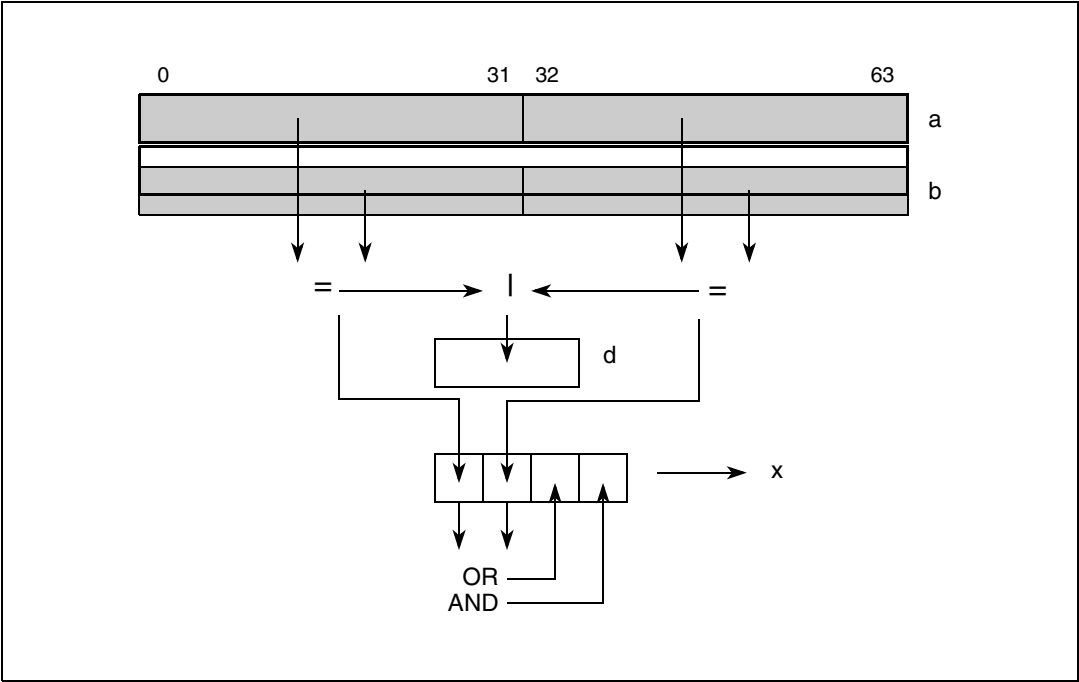 0 31 32 63
a
b
= | =
d
x
OR
AND